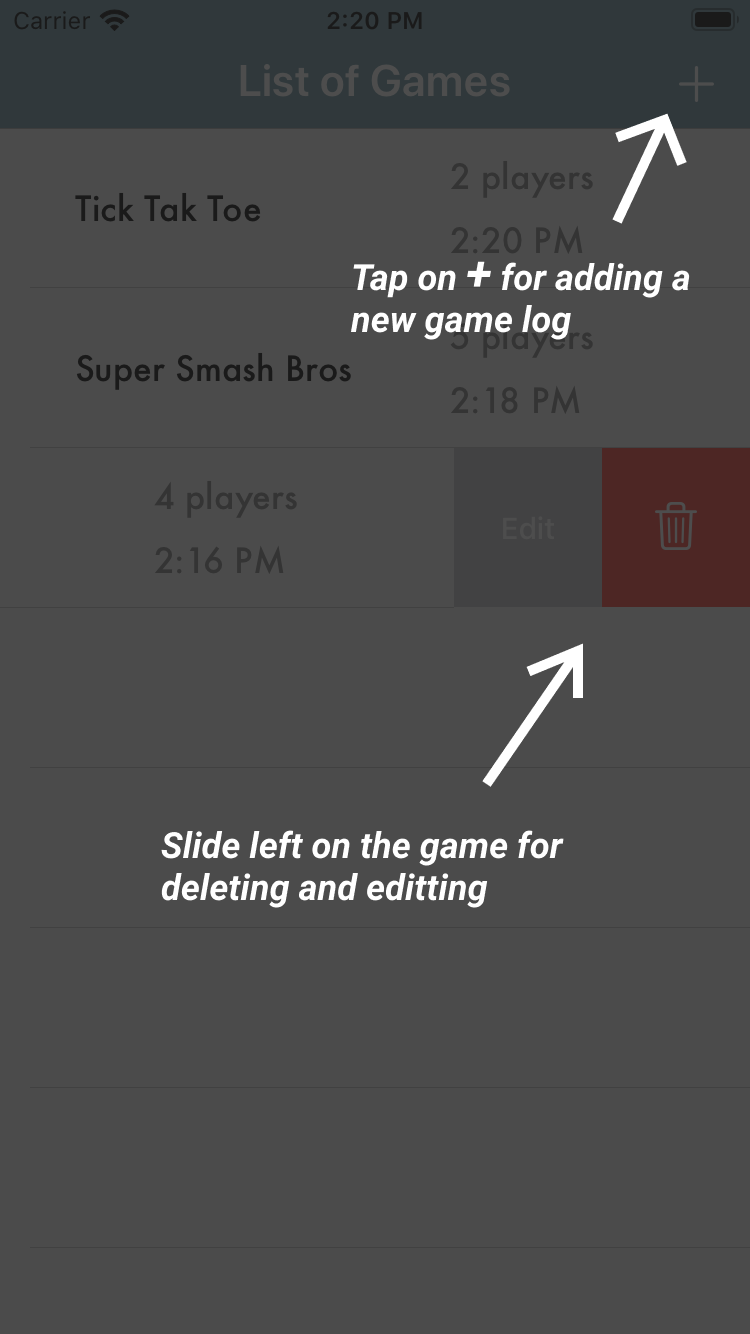 Carrier 2:20 PM
List of Games
2 players
Tick Tak Toe
2:20 PM
Tap on + for adding a
new game log
5 players
Super Smash Bros
2:18 PM
4 players
Edit
2:16 PM
Slide left on the game for
deleting and editting